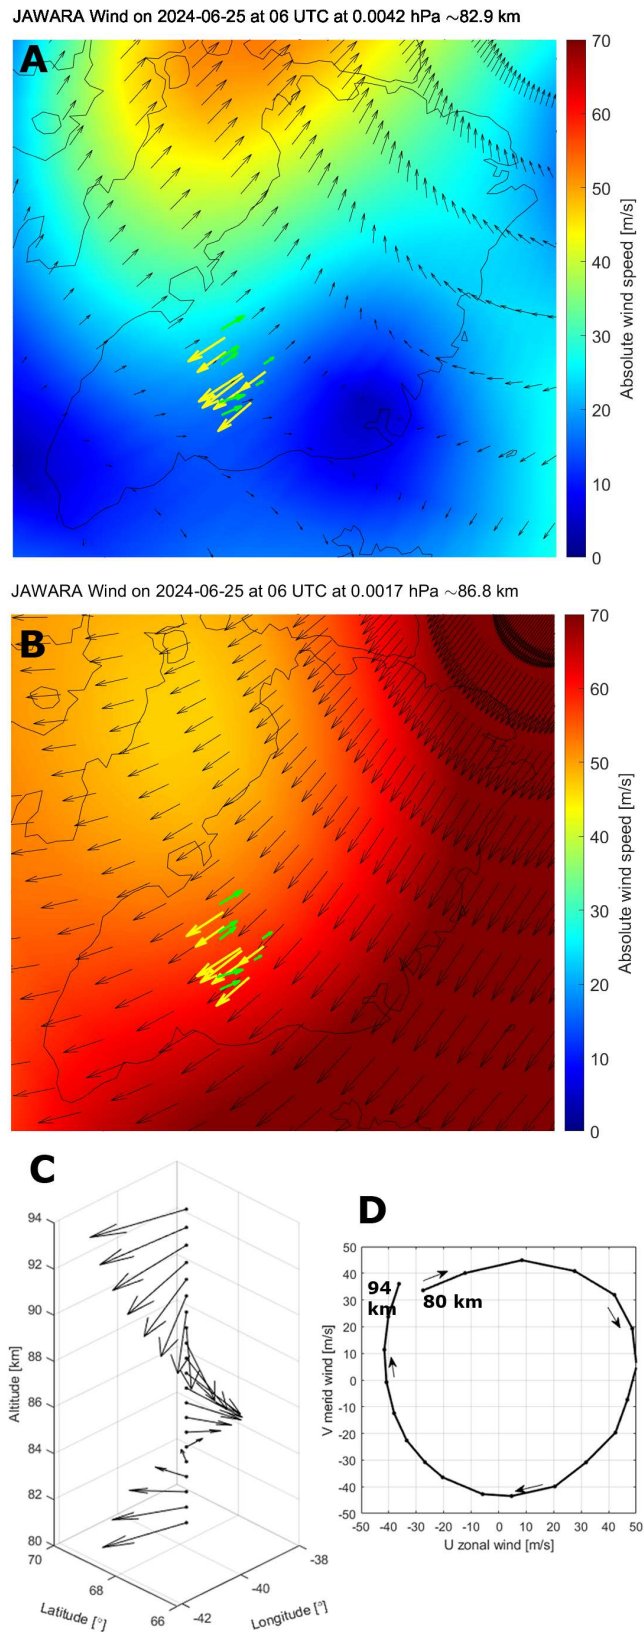 JAWARA Wind on 2024-06-25 at 06 UTC at 0.0042 hPa ~82.9 km
A
70
60
50
40
30
20
10
0
Absolute wind speed [m/s]
JAWARA Wind on 2024-06-25 at 06 UTC at 0.0017 hPa ~86.8 km
B
70
60
50
40
30
20
10
0
Absolute wind speed [m/s]
C
94
92
90
88
86
84
82
80
Altitude [km]
70
68
66
Latitude [°]
-42
-40
-38
Longitude [°]
D
50
40
30
20
10
0
-10
-20
-30
-40
-50
V merid wind [m/s]
94
km
80 km
-50 -40 -30 -20 -10 0 10 20 30 40 50
U zonal wind [m/s]